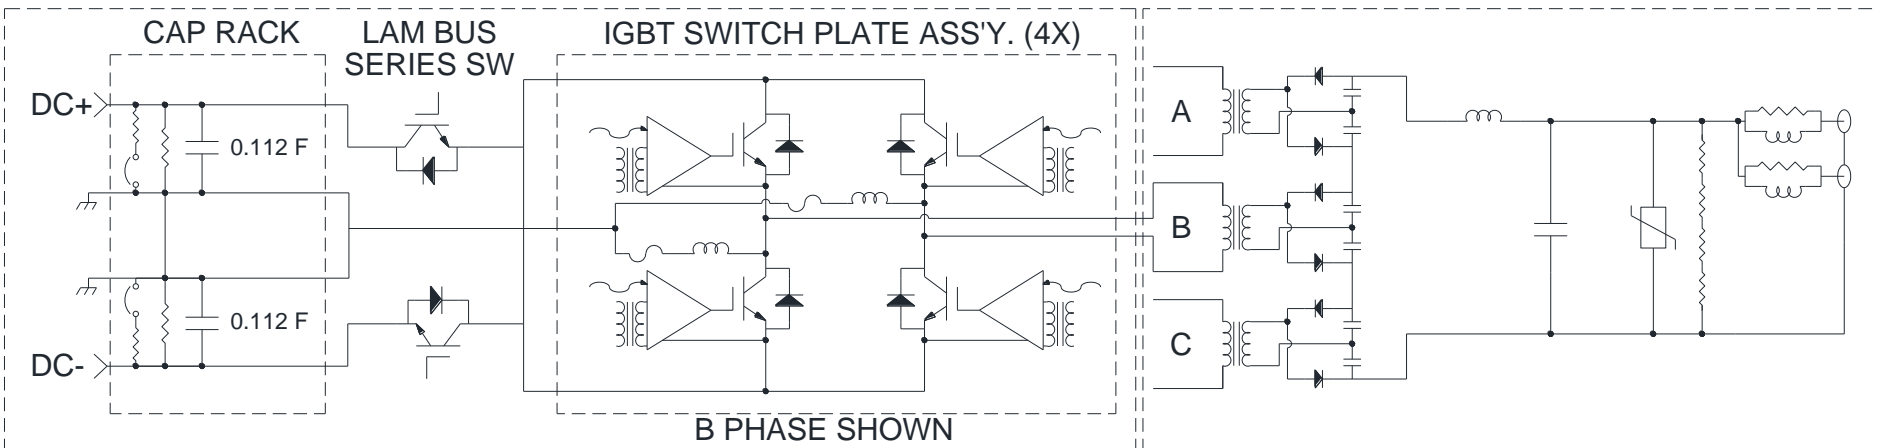 CAP RACK
LAM BUS
SERIES SW
IGBT SWITCH PLATE ASS'Y. (4X)
DC+
0.112 F
0.112 F
DC-
A
B
C
B PHASE SHOWN